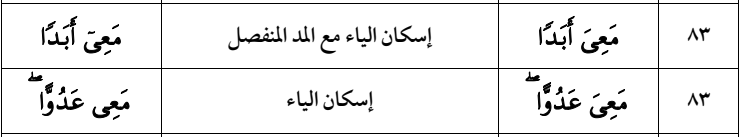 ٨٣ مَعِىَ أَبَدًا إسكان الياء مع المد المنفصل مَعِىٓ أَبَدًا
٨٣ مَعِىَ عَدُوًّاۖ إسكان الياء مَعِى عَدُوًّاۖ